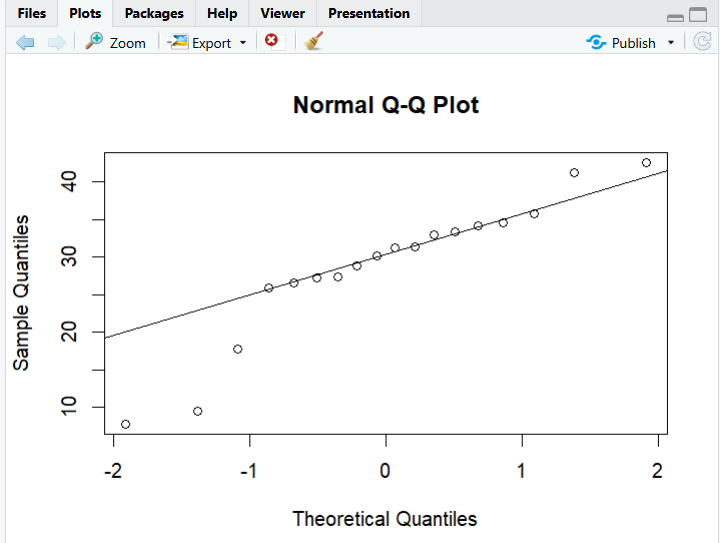 Files Plots Packages Help Viewer Presentation
Zoom Export Publish
Normal Q-Q Plot
40
30
20
10
Sample Quantiles
-2 -1 0 1 2
Theoretical Quantiles